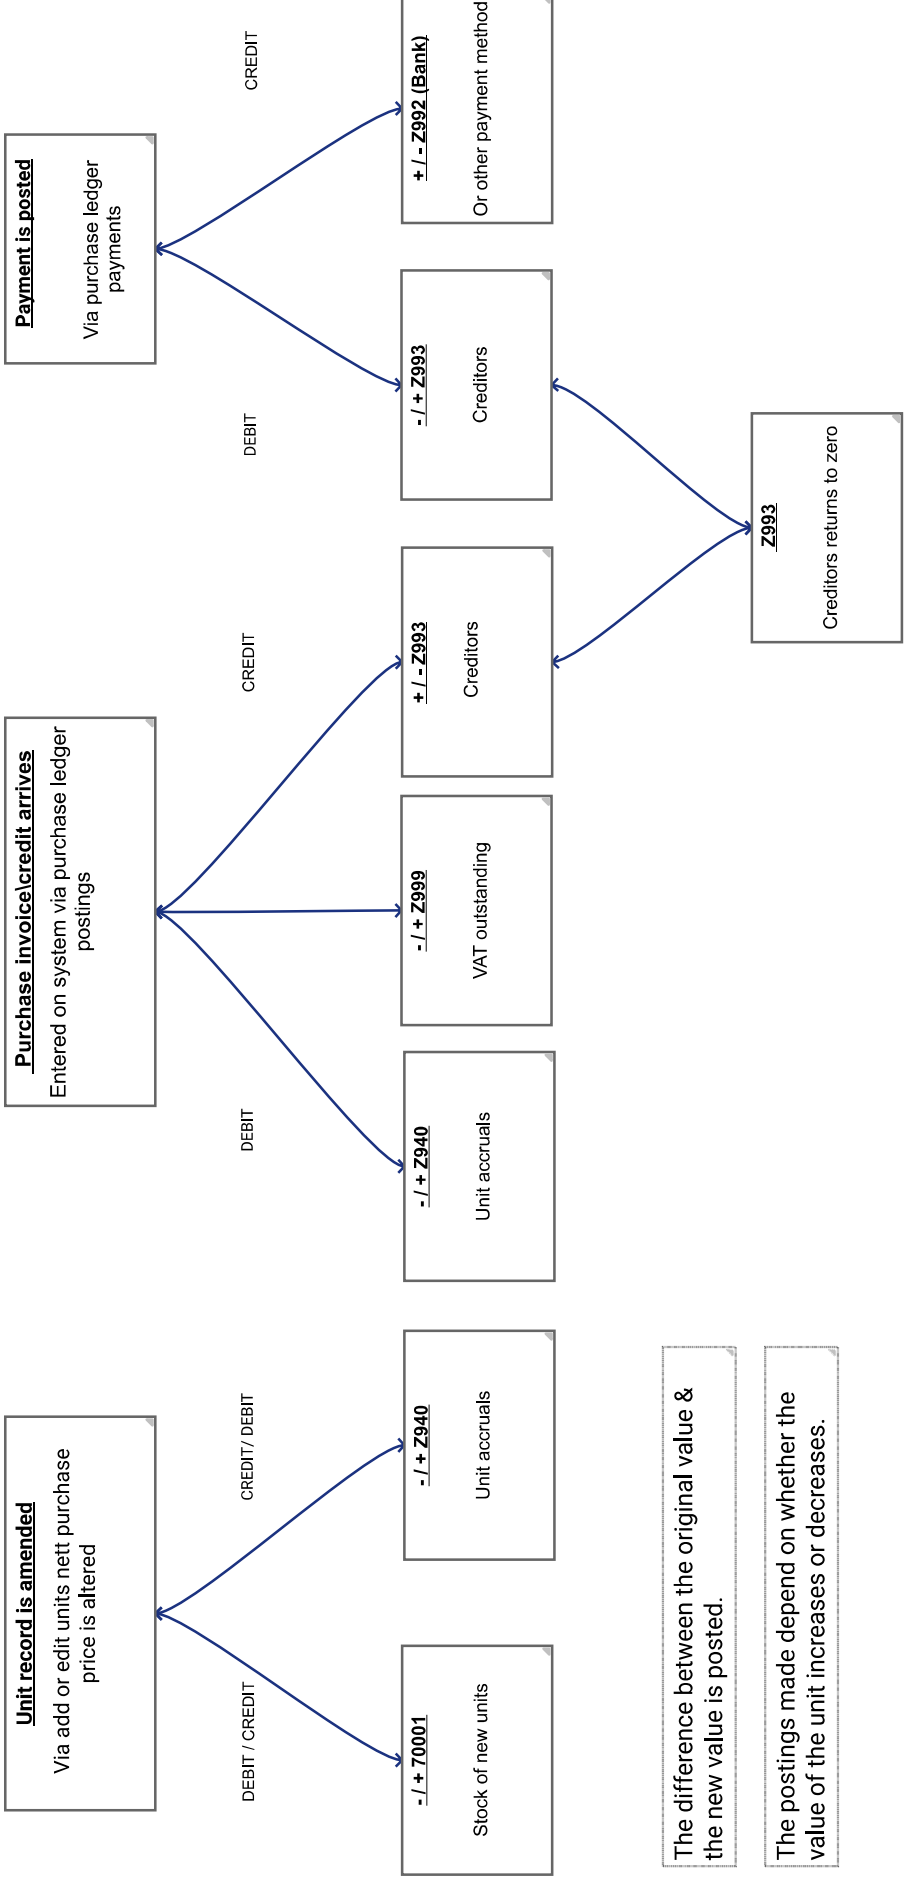 Unit record is amended
Via add or edit units nett purchase
price is altered
DEBIT / CREDIT
CREDIT/ DEBIT
- / + 70001
Stock of new units
- / + Z940
Unit accruals
The difference between the original value &
the new value is posted.
The postings made depend on whether the
value of the unit increases or decreases.
Purchase invoice\credit arrives
Entered on system via purchase ledger
postings
DEBIT
CREDIT
- / + Z940
Unit accruals
- / + Z999
VAT outstanding
+ / - Z993
Creditors
Payment is posted
Via purchase ledger
payments
DEBIT
CREDIT
- / + Z993
Creditors
+ / - Z992 (Bank)
Or other payment method
Z993
Creditors returns to zero